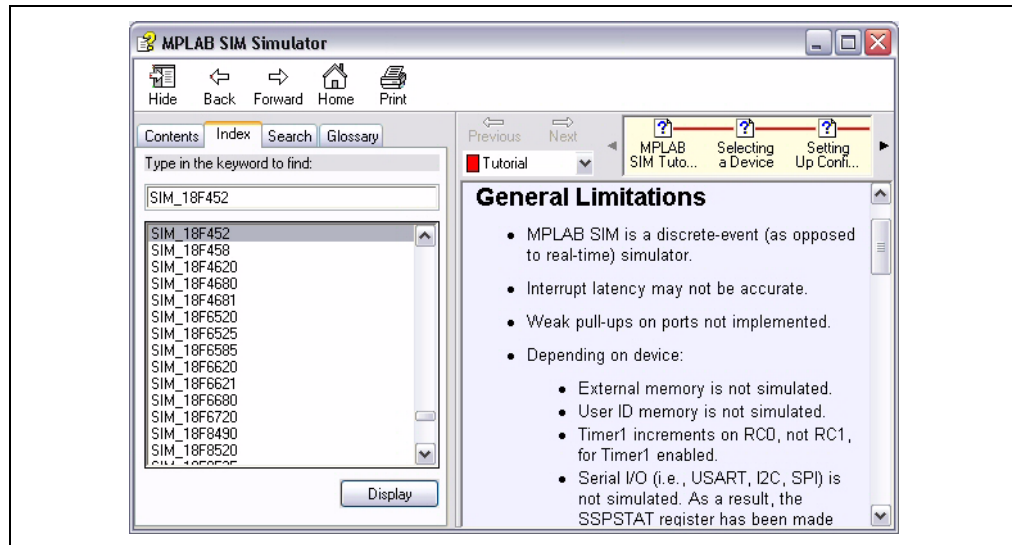 MPLAB SIM Simulator
Hide Back Forward Home Print
Contents Index Search Glossary
Type in the keyword to find:
SIM_18F452
SIM_18F452
SIM_18F458
SIM_18F4620
SIM_18F4680
SIM_18F4681
SIM_18F6520
SIM_18F6525
SIM_18F6585
SIM_18F6620
SIM_18F6621
SIM_18F6680
SIM_18F6720
SIM_18F8490
SIM_18F8520
Display
Previous Next
Tutorial
MPLAB
SIM Tuto...
Selecting
a Device
Setting
Up Confi...
General Limitations
• MPLAB SIM is a discrete-event (as opposed
to real-time) simulator.
• Interrupt latency may not be accurate.
• Weak pull-ups on ports not implemented.
• Depending on device:
• External memory is not simulated.
• User ID memory is not simulated.
• Timer1 increments on RC0, not RC1,
for Timer1 enabled.
• Serial I/O (i.e., USART, I2C, SPI) is
not simulated. As a result, the
SSPSTAT register has been made